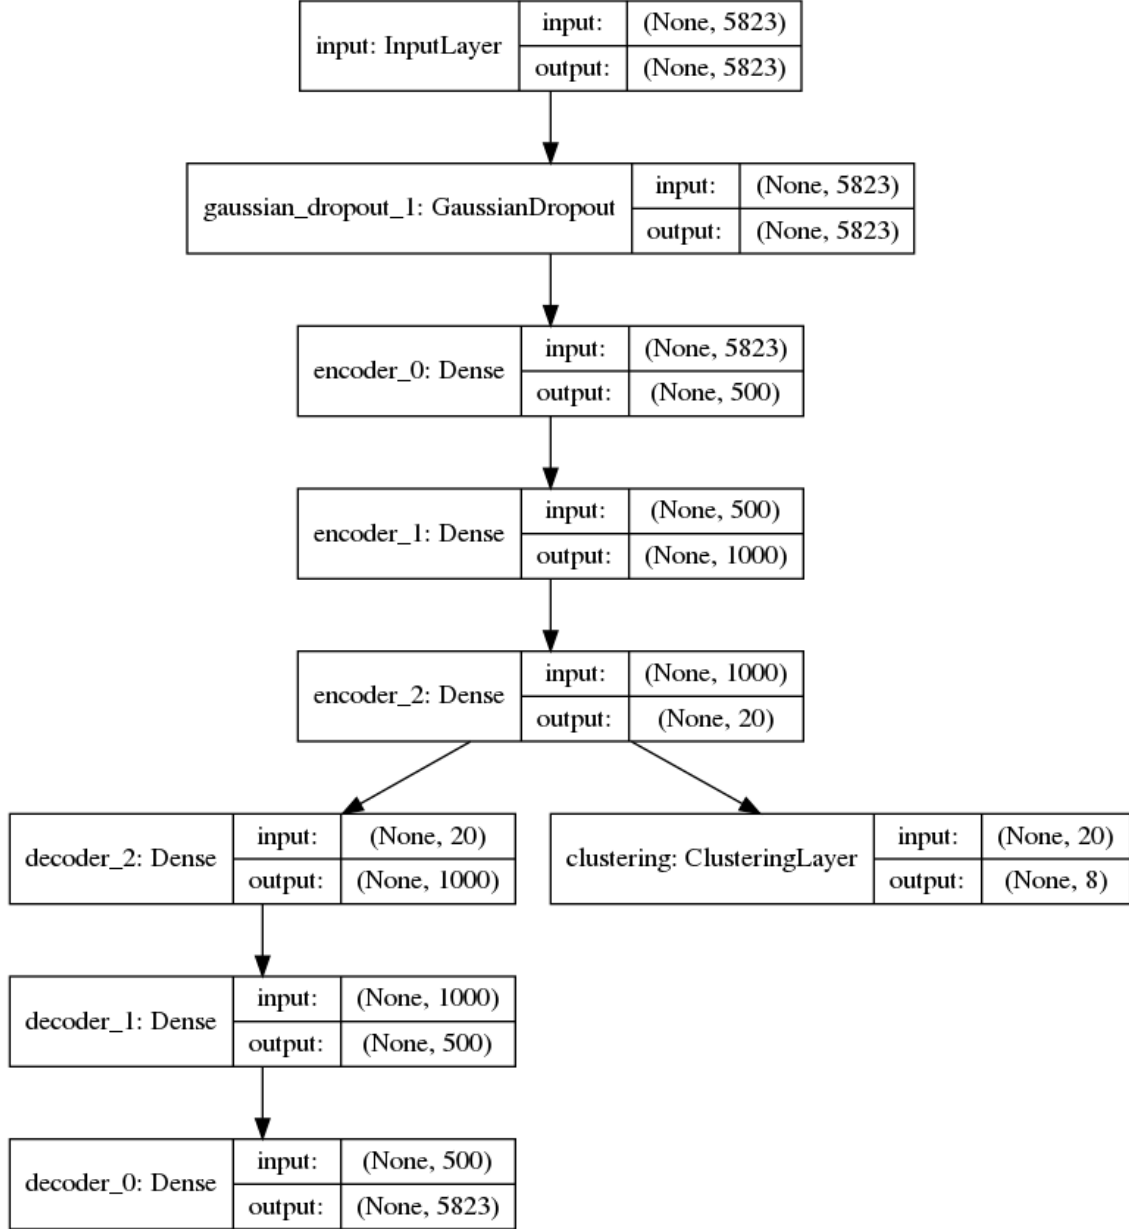 input: InputLayer
input: (None, 5823)
output: (None, 5823)
gaussian_dropout_1: GaussianDropout
input: (None, 5823)
output: (None, 5823)
encoder_0: Dense
input: (None, 5823)
output: (None, 500)
encoder_1: Dense
input: (None, 500)
output: (None, 1000)
encoder_2: Dense
input: (None, 1000)
output: (None, 20)
decoder_2: Dense
input: (None, 20)
output: (None, 1000)
clustering: ClusteringLayer
input: (None, 20)
output: (None, 8)
decoder_1: Dense
input: (None, 1000)
output: (None, 500)
decoder_0: Dense
input: (None, 500)
output: (None, 5823)